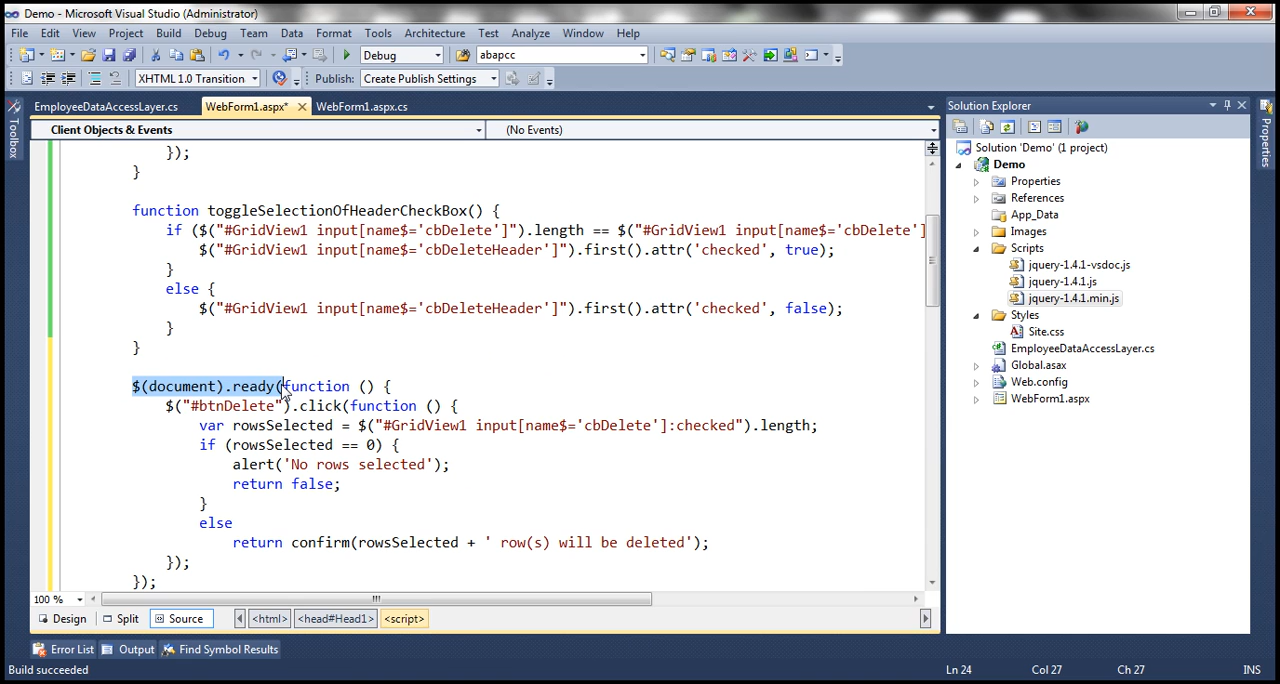 Demo - Microsoft Visual Studio (Administrator)
File Edit View Project Build Debug Team Data Format Tools Architecture Test Analyze Window Help
Debug abapcc
XHTML 1.0 Transition Publish: Create Publish Settings
EmployeeDataAccessLayer.cs WebForm1.aspx* WebForm1.aspx.cs
Client Objects & Events (No Events)
Toolbox
});
}
function toggleSelectionOfHeaderCheckBox() {
if ($("#GridView1 input[name$='cbDelete']").length == $("#GridView1 input[name$='cbDelete']
$("#GridView1 input[name$='cbDeleteHeader']").first().attr('checked', true);
}
else {
$("#GridView1 input[name$='cbDeleteHeader']").first().attr('checked', false);
}
}
$(document).ready(function () {
$("#btnDelete").click(function () {
var rowsSelected = $("#GridView1 input[name$='cbDelete']:checked").length;
if (rowsSelected == 0) {
alert('No rows selected');
return false;
}
else
return confirm(rowsSelected + ' row(s) will be deleted');
});
});
100 %
Design Split Source <html> <head#Head1> <script>
Error List Output Find Symbol Results
Build succeeded Ln 24 Col 27 Ch 27 INS
Solution Explorer
Solution 'Demo' (1 project)
Demo
Properties
References
App_Data
Images
Scripts
jquery-1.4.1-vsdoc.js
jquery-1.4.1.js
jquery-1.4.1.min.js
Styles
Site.css
EmployeeDataAccessLayer.cs
Global.asax
Web.config
WebForm1.aspx
Properties